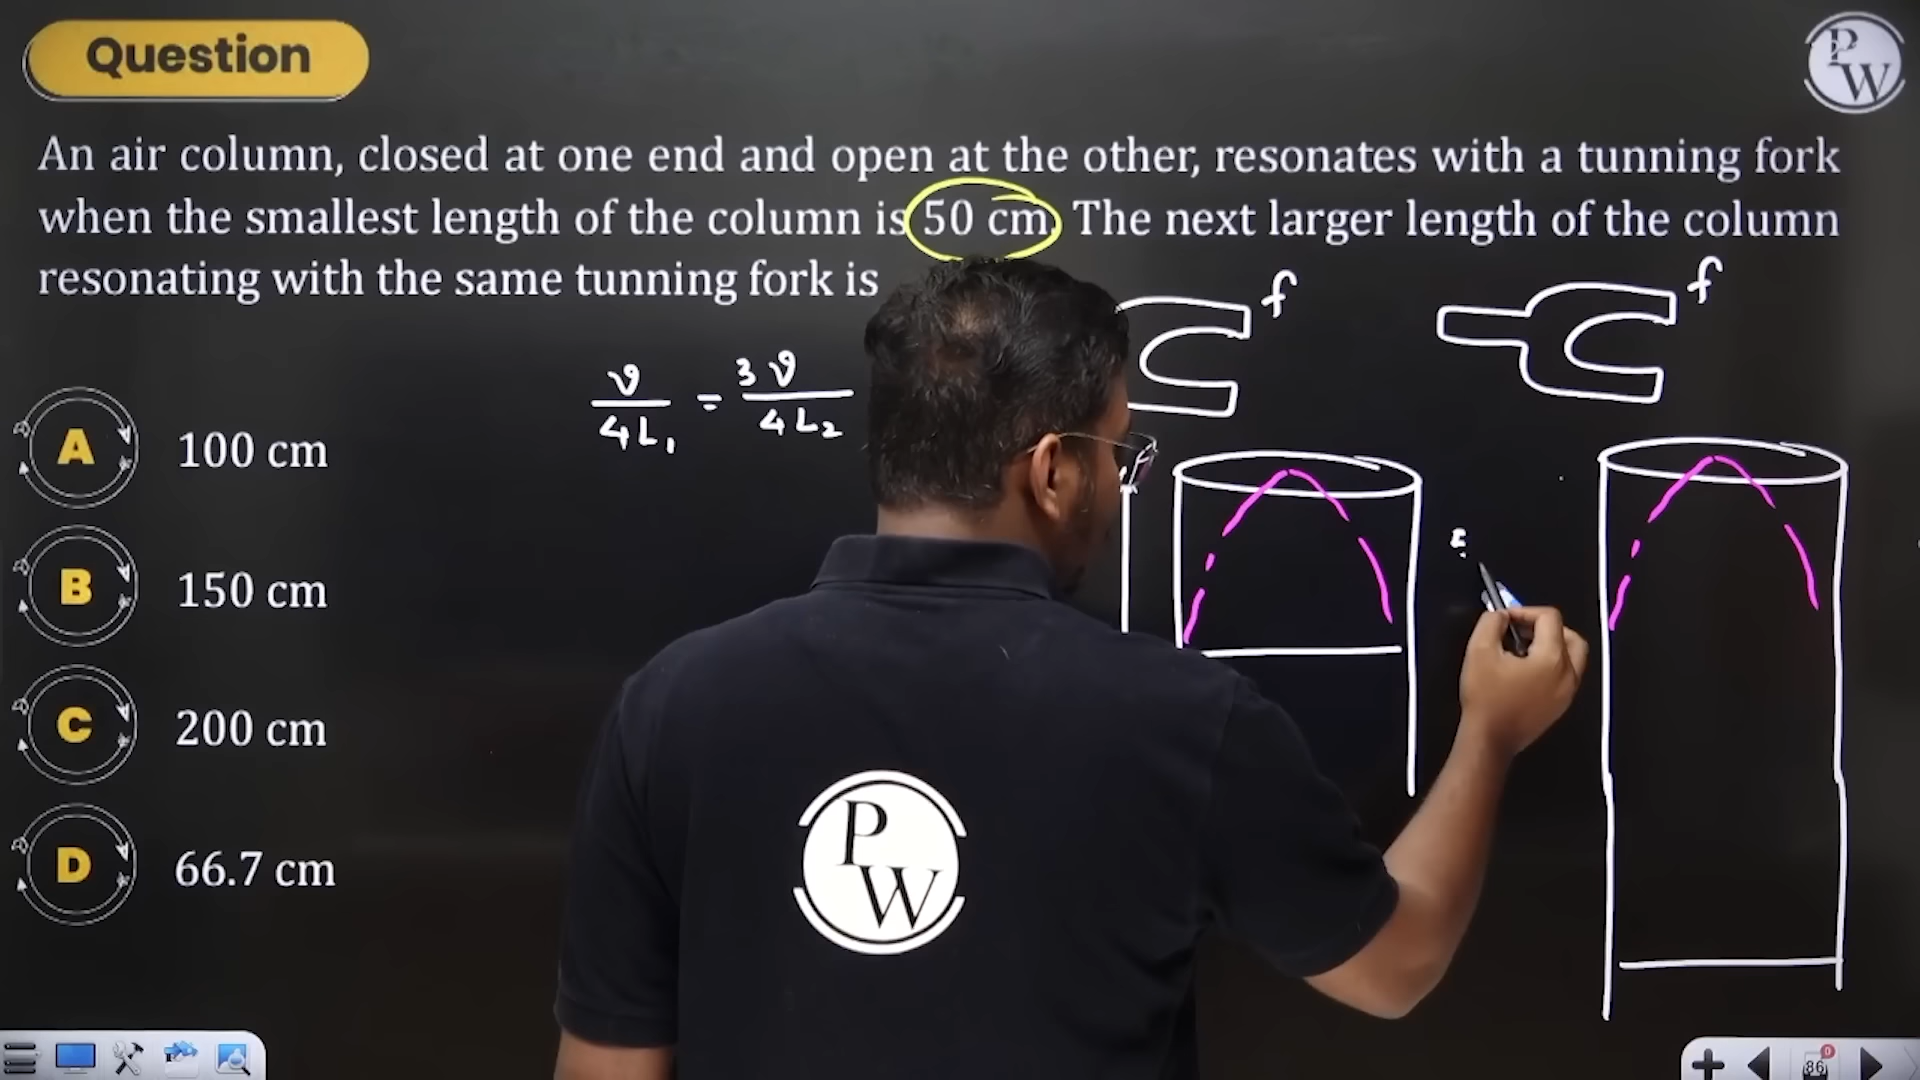 Question
An air column, closed at one end and open at the other, resonates with a tunning fork
when the smallest length of the column is 50 cm. The next larger length of the column
resonating with the same tunning fork is
f
f
v/4L₁ = 3v/4L₂
A 100 cm
B 150 cm
C 200 cm
D 66.7 cm
PW
PW
86
0